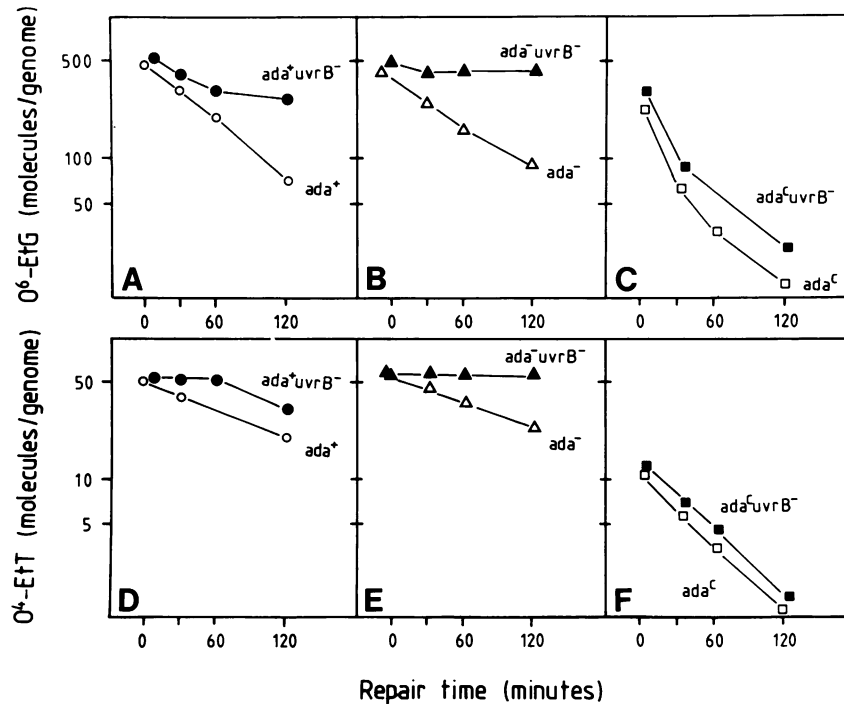 O⁶-EtG (molecules/genome)
500
100
50
ada⁺uvrB⁻
ada⁺
A
0 60 120
ada⁻uvrB⁻
ada⁻
B
0 60 120
adaᶜuvrB⁻
adaᶜ
C
0 60 120
O⁴-EtT (molecules/genome)
50
10
5
ada⁺uvrB⁻
ada⁺
D
0 60 120
ada⁻uvrB⁻
ada⁻
E
0 60 120
adaᶜuvrB⁻
adaᶜ
F
0 60 120
Repair time (minutes)